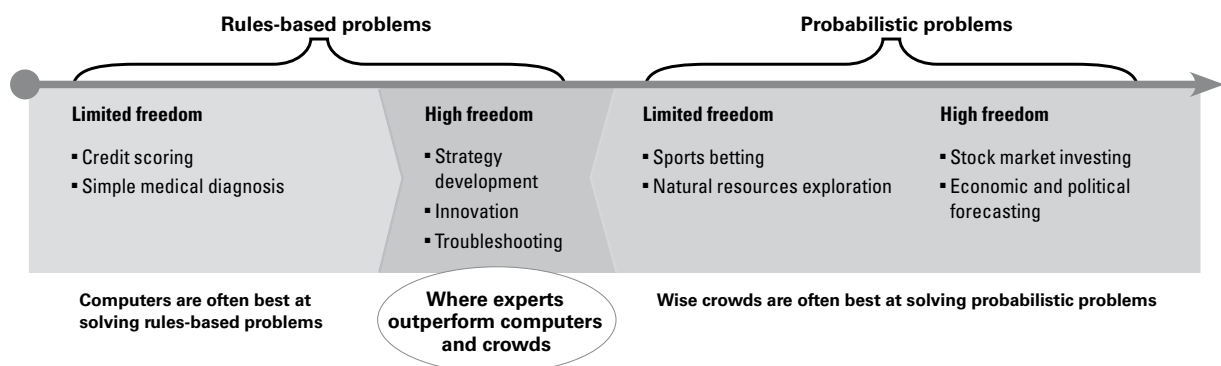 Rules-based problems
Probabilistic problems
Limited freedom
▪ Credit scoring
▪ Simple medical diagnosis
High freedom
▪ Strategy
development
▪ Innovation
▪ Troubleshooting
Limited freedom
▪ Sports betting
▪ Natural resources exploration
High freedom
▪ Stock market investing
▪ Economic and political
forecasting
Computers are often best at
solving rules-based problems
Where experts
outperform computers
and crowds
Wise crowds are often best at solving probabilistic problems